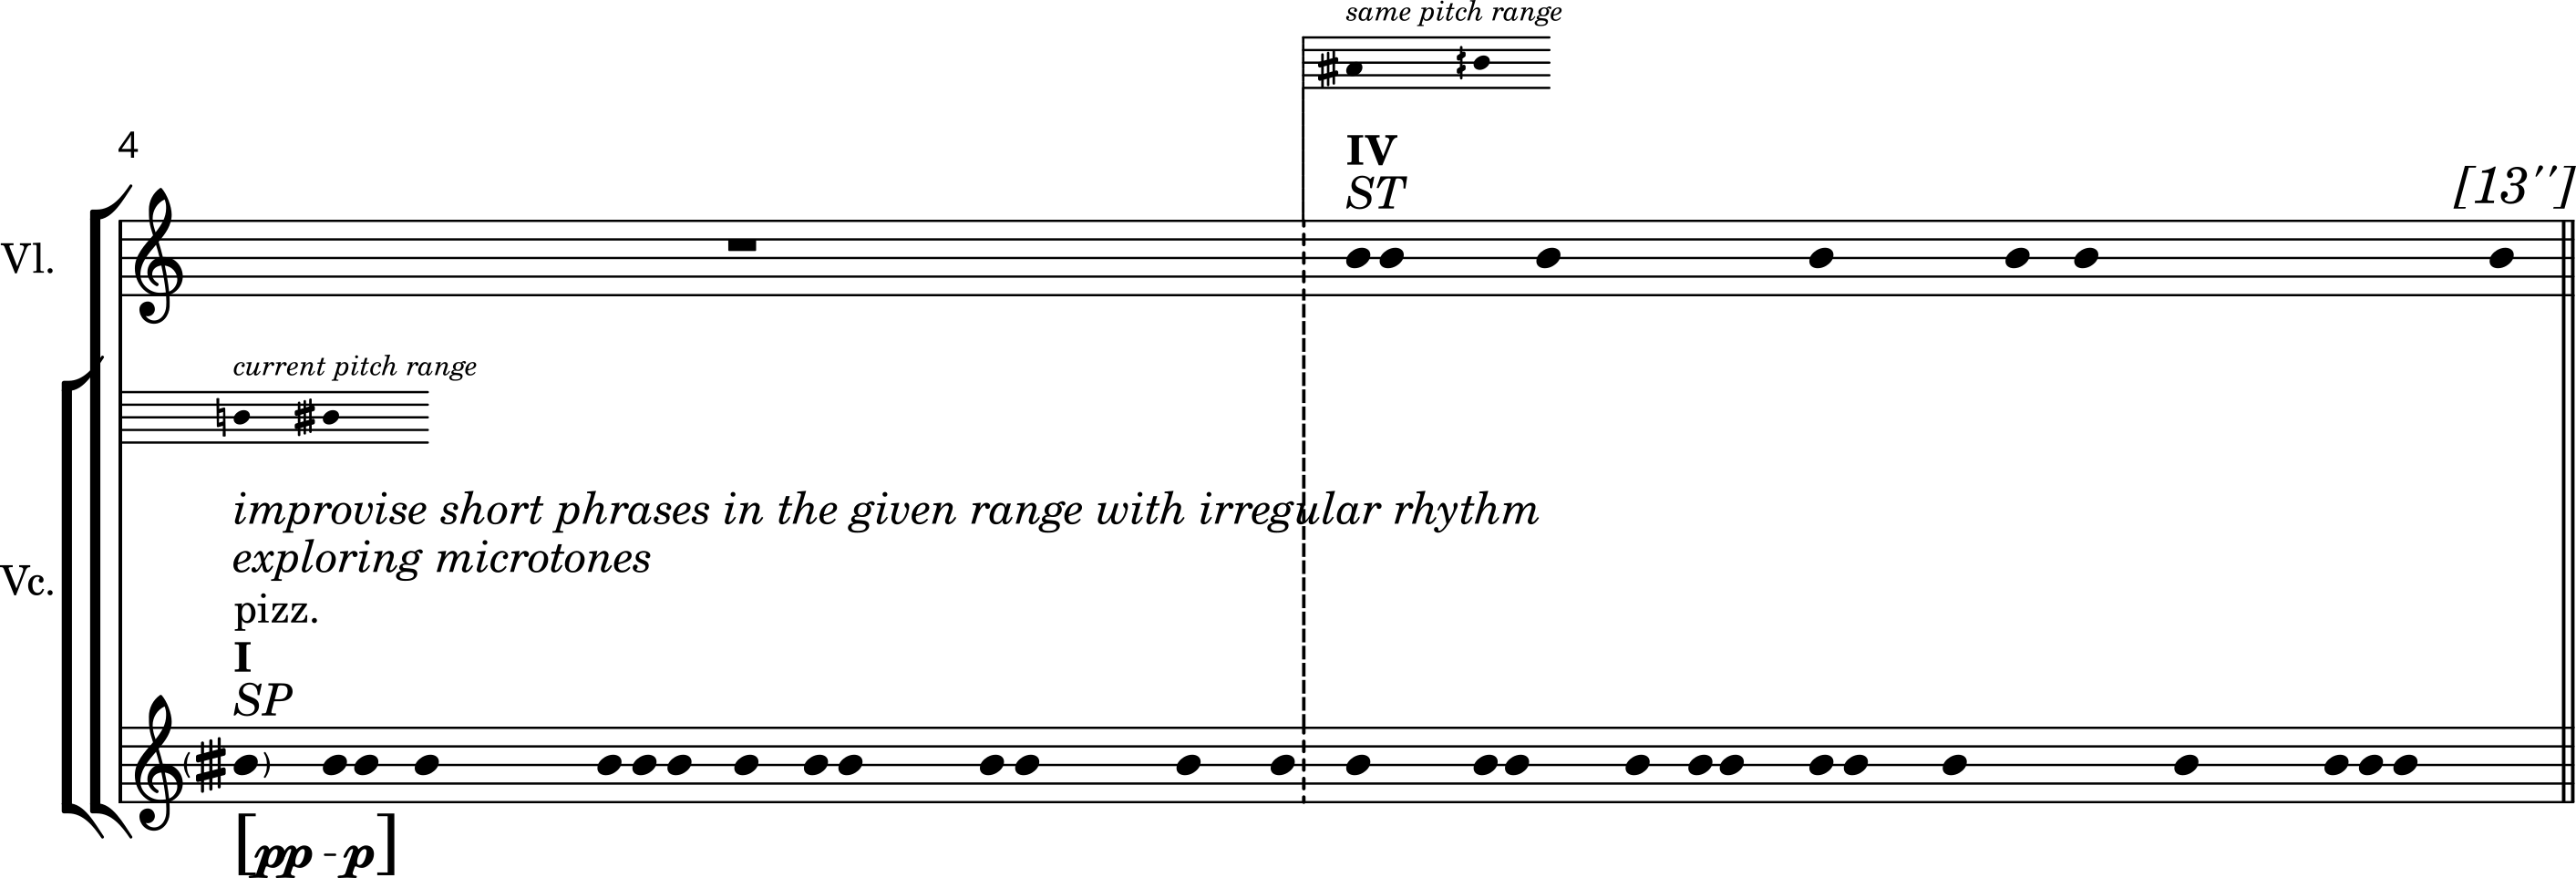 same pitch range
4
IV
ST
[13′′]
Vl.
current pitch range
improvise short phrases in the given range with irregular rhythm
exploring microtones
Vc.
pizz.
I
SP
[pp - p]